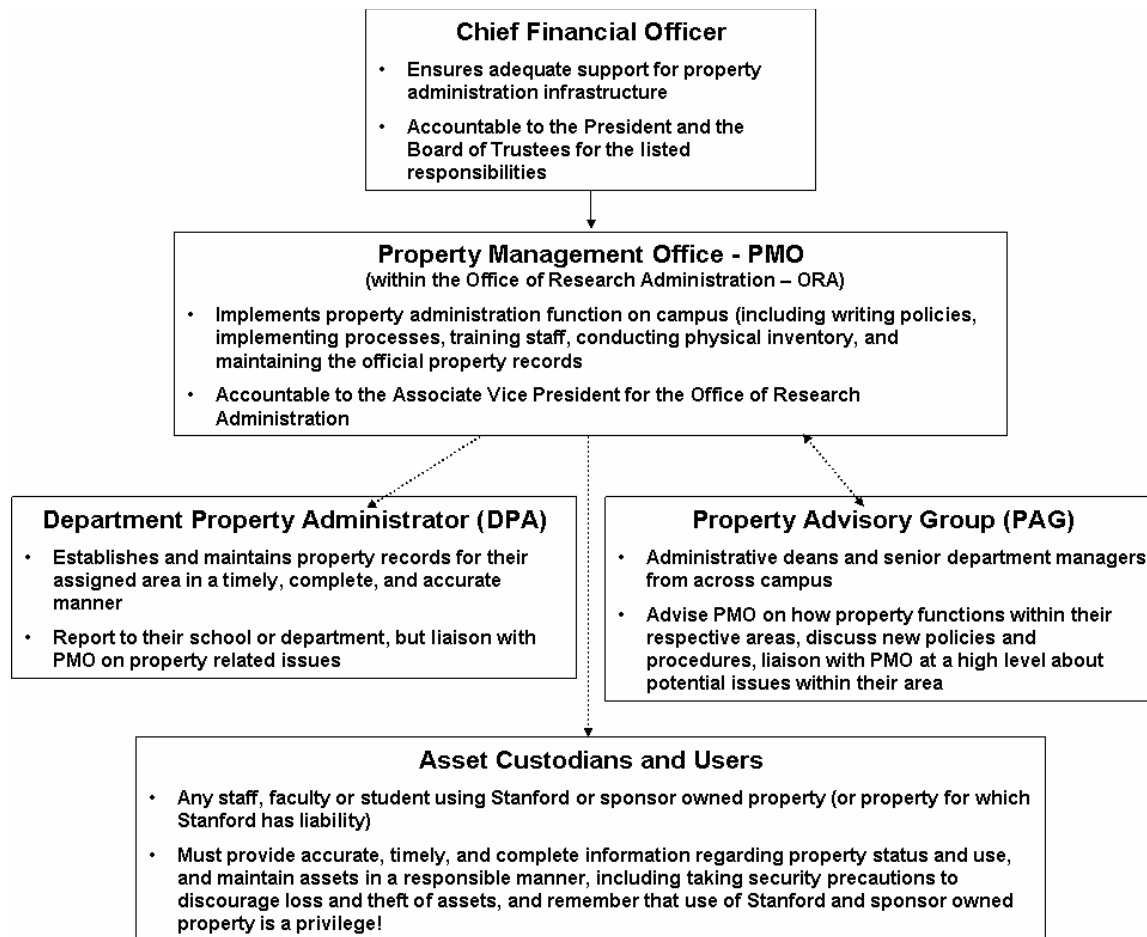 Chief Financial Officer
• Ensures adequate support for property
administration infrastructure
• Accountable to the President and the
Board of Trustees for the listed
responsibilities
Property Management Office - PMO
(within the Office of Research Administration – ORA)
• Implements property administration function on campus (including writing policies,
implementing processes, training staff, conducting physical inventory, and
maintaining the official property records
• Accountable to the Associate Vice President for the Office of Research
Administration
Department Property Administrator (DPA)
• Establishes and maintains property records for their
assigned area in a timely, complete, and accurate
manner
• Report to their school or department, but liaison with
PMO on property related issues
Property Advisory Group (PAG)
• Administrative deans and senior department managers
from across campus
• Advise PMO on how property functions within their
respective areas, discuss new policies and
procedures, liaison with PMO at a high level about
potential issues within their area
Asset Custodians and Users
• Any staff, faculty or student using Stanford or sponsor owned property (or property for which
Stanford has liability)
• Must provide accurate, timely, and complete information regarding property status and use,
and maintain assets in a responsible manner, including taking security precautions to
discourage loss and theft of assets, and remember that use of Stanford and sponsor owned
property is a privilege!